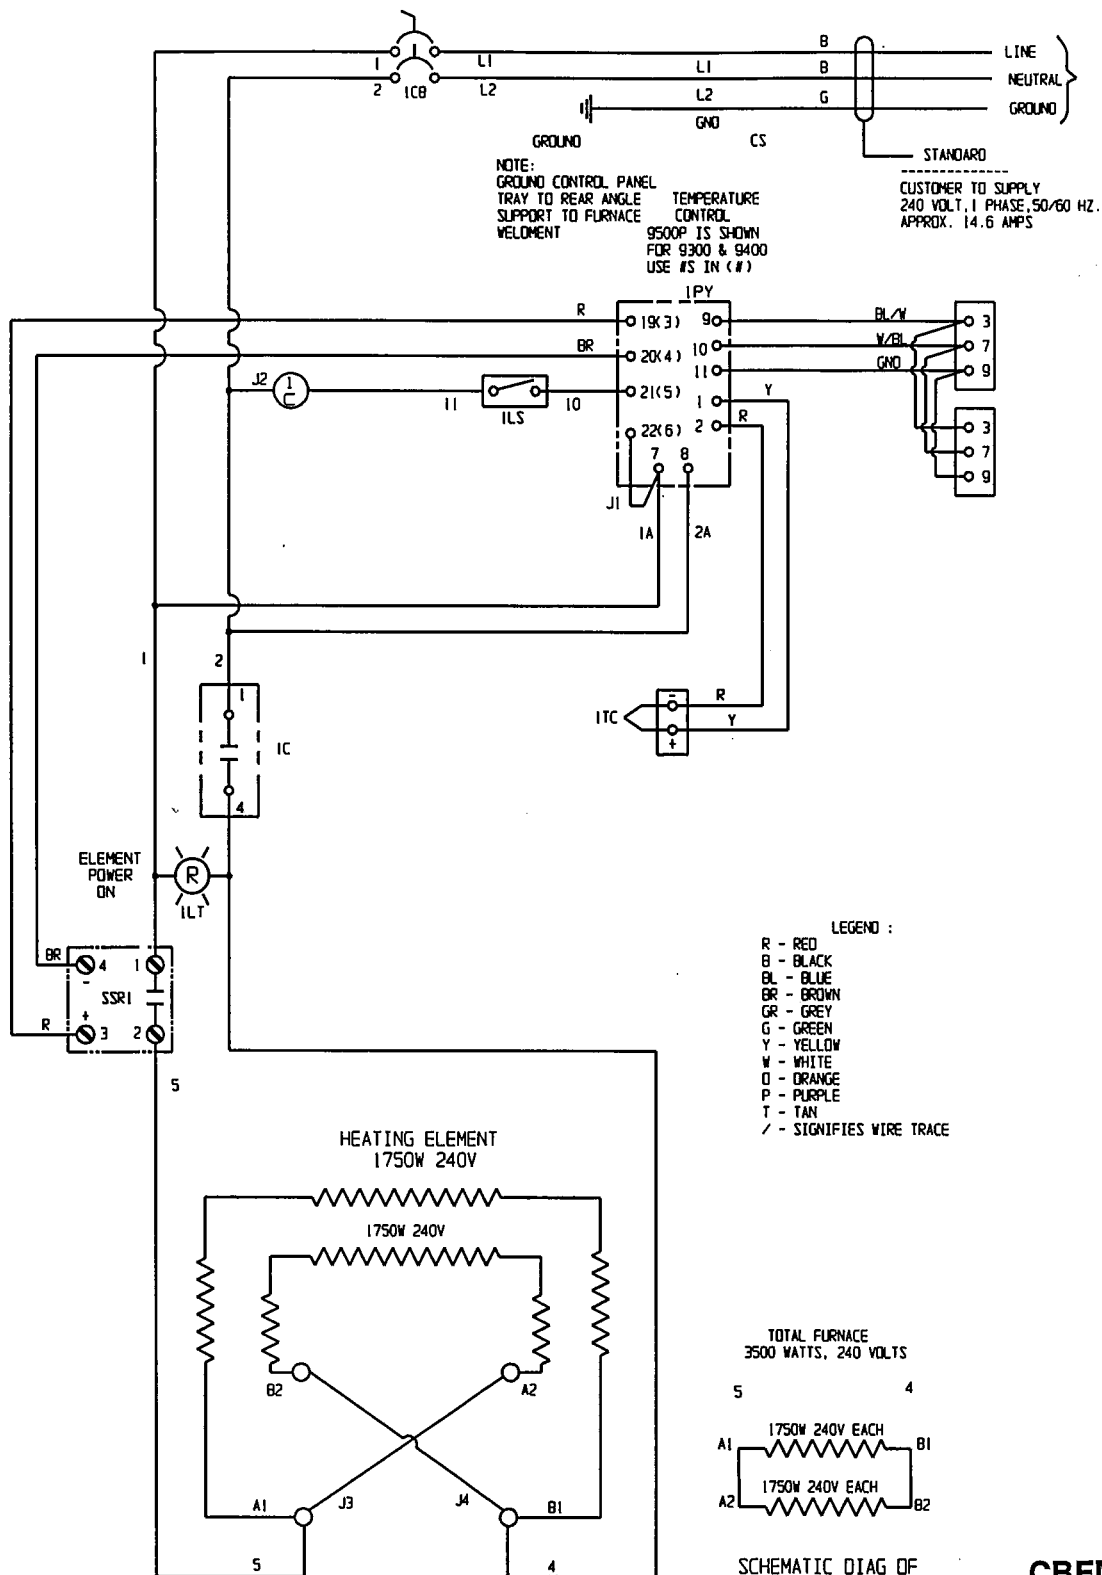 B
LINE
1
L1
L1
B
NEUTRAL
2
1CB
L2
L2
G
GROUND
GND
GROUND
CS
STANDARD
NOTE:
GROUND CONTROL PANEL
TRAY TO REAR ANGLE
SUPPORT TO FURNACE
WELDMENT
TEMPERATURE
CONTROL
9500P IS SHOWN
FOR 9300 & 9400
USE #S IN (#)
CUSTOMER TO SUPPLY
240 VOLT, 1 PHASE, 50/60 HZ.
APPROX. 14.6 AMPS
1PY
R
19(3)
9
BL/W
3
BR
20(4)
10
W/BL
7
11
GND
9
J2
1
C
11
1LS
10
21(5)
1
Y
22(6)
2
R
3
7
8
7
9
J1
1A
2A
1
2
1
1C
4
1TC
-
R
Y
+
ELEMENT
POWER
ON
R
1LT
BR
4
1
-
SSR1
+
R
3
2
5
LEGEND :
R - RED
B - BLACK
BL - BLUE
BR - BROWN
GR - GREY
G - GREEN
Y - YELLOW
W - WHITE
O - ORANGE
P - PURPLE
T - TAN
/ - SIGNIFIES WIRE TRACE
HEATING ELEMENT
1750W 240V
1750W 240V
B2
A2
A1
J3
J4
B1
5
4
TOTAL FURNACE
3500 WATTS, 240 VOLTS
5
4
1750W 240V EACH
A1
B1
1750W 240V EACH
A2
B2
SCHEMATIC DIAG OF